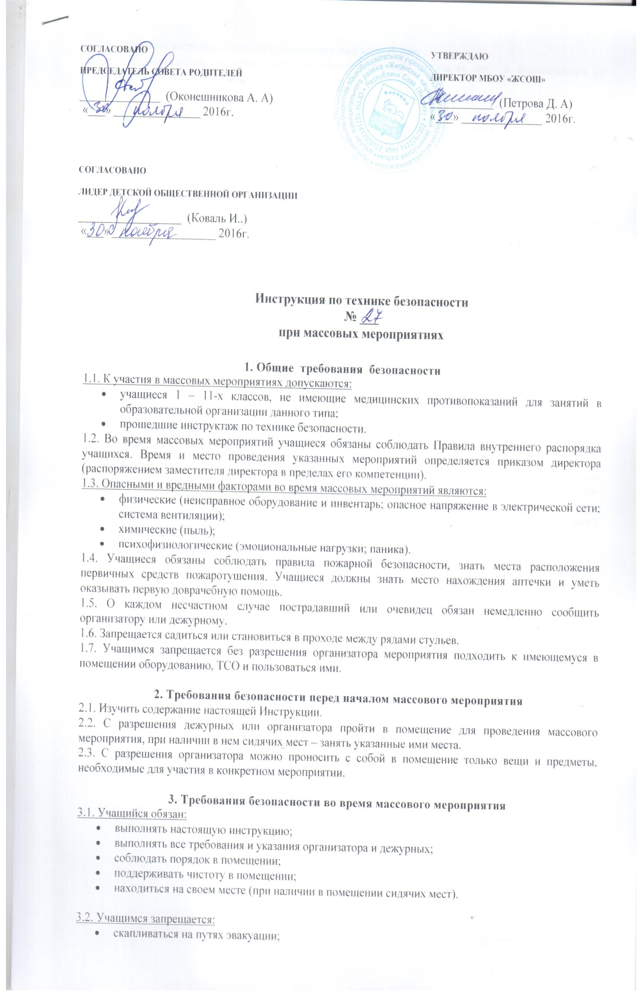 СОГЛАСОВАНО
ПРЕДСЕДАТЕЛЬ СОВЕТА РОДИТЕЛЕЙ
______________ (Оконешникова А. А)
«30» ноября 2016г.
УТВЕРЖДАЮ
ДИРЕКТОР МБОУ «ЖСОШ»
___________ (Петрова Д. А)
«30» ноября 2016г.
ОГРН 1071413000152 ИНН 1412261902
СОГЛАСОВАНО
ЛИДЕР ДЕТСКОЙ ОБЩЕСТВЕННОЙ ОРГАНИЗАЦИИ
__________________ (Коваль И..)
«30» ноября 2016г.
Инструкция по технике безопасности
№ 27
при массовых мероприятиях
1. Общие требования безопасности
1.1. К участия в массовых мероприятиях допускаются:
• учащиеся 1 – 11-х классов, не имеющие медицинских противопоказаний для занятий в
образовательной организации данного типа;
• прошедшие инструктаж по технике безопасности.
1.2. Во время массовых мероприятий учащиеся обязаны соблюдать Правила внутреннего распорядка
учащихся. Время и место проведения указанных мероприятий определяется приказом директора
(распоряжением заместителя директора в пределах его компетенции).
1.3. Опасными и вредными факторами во время массовых мероприятий являются:
• физические (неисправное оборудование и инвентарь; опасное напряжение в электрической сети;
система вентиляции);
• химические (пыль);
• психофизиологические (эмоциональные нагрузки; паника).
1.4. Учащиеся обязаны соблюдать правила пожарной безопасности, знать места расположения
первичных средств пожаротушения. Учащиеся должны знать место нахождения аптечки и уметь
оказывать первую доврачебную помощь.
1.5. О каждом несчастном случае пострадавший или очевидец обязан немедленно сообщить
организатору или дежурному.
1.6. Запрещается садиться или становиться в проходе между рядами стульев.
1.7. Учащимся запрещается без разрешения организатора мероприятия подходить к имеющемуся в
помещении оборудованию, ТСО и пользоваться ими.
2. Требования безопасности перед началом массового мероприятия
2.1. Изучить содержание настоящей Инструкции.
2.2. С разрешения дежурных или организатора пройти в помещение для проведения массового
мероприятия, при наличии в нем сидячих мест – занять указанные ими места.
2.3. С разрешения организатора можно проносить с собой в помещение только вещи и предметы,
необходимые для участия в конкретном мероприятии.
3. Требования безопасности во время массового мероприятия
3.1. Учащийся обязан:
• выполнять настоящую инструкцию;
• выполнять все требования и указания организатора и дежурных;
• соблюдать порядок в помещении;
• поддерживать чистоту в помещении;
• находиться на своем месте (при наличии в помещении сидячих мест).
3.2. Учащимся запрещается:
• скапливаться на путях эвакуации;